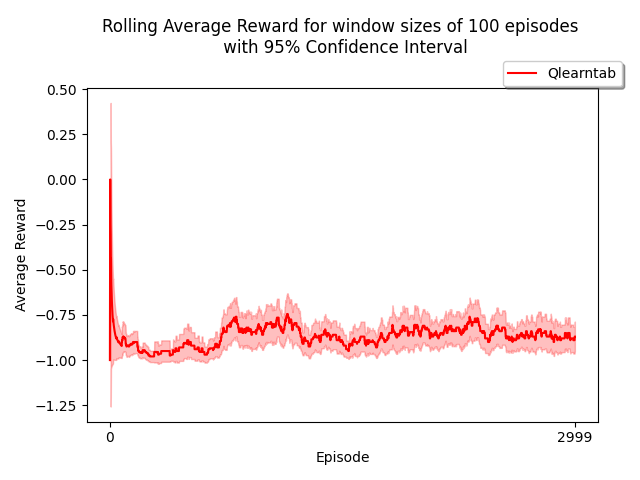 Rolling Average Reward for window sizes of 100 episodes
with 95% Confidence Interval
Qlearntab
0.50
0.25
0.00
−0.25
−0.50
−0.75
−1.00
−1.25
Average Reward
0
2999
Episode